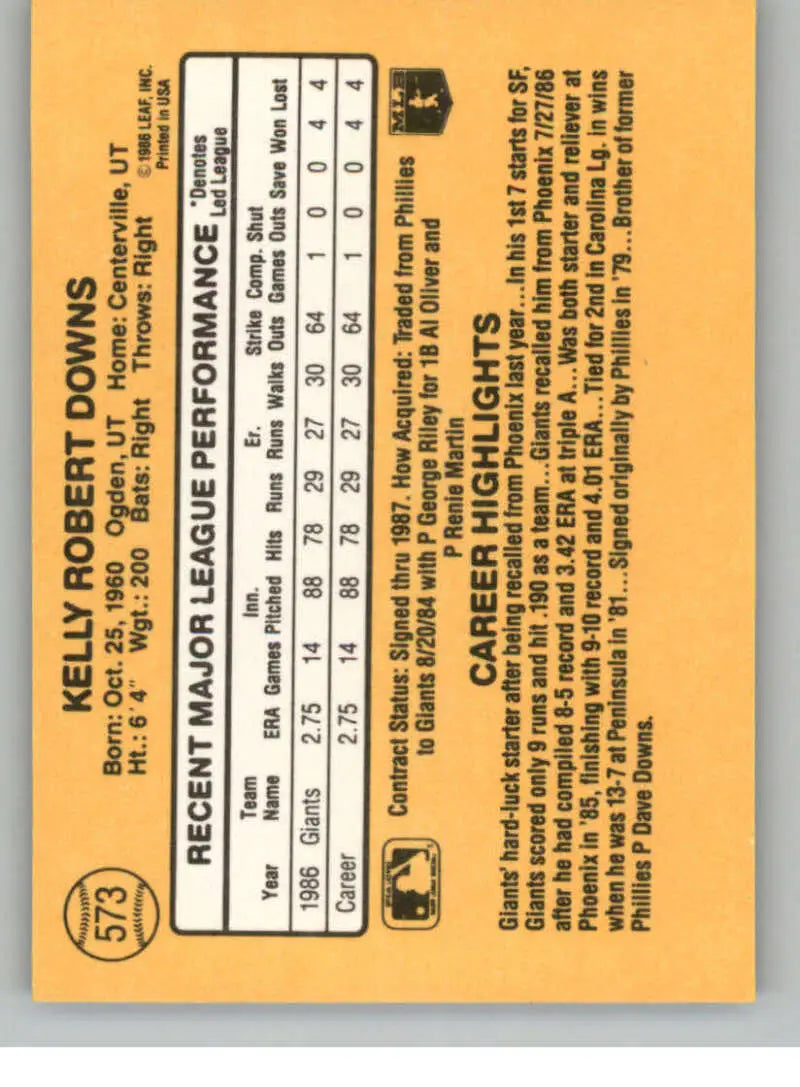 573
KELLY ROBERT DOWNS
Born: Oct. 25, 1960 Ogden, UT Home: Centerville, UT
Ht.: 6'4" Wgt.: 200 Bats: Right Throws: Right
© 1986 LEAF, INC.
Printed in USA
RECENT MAJOR LEAGUE PERFORMANCE
*Denotes
Led League
Year Team Name ERA Games Inn. Pitched Hits Runs Er. Runs Walks Strike Outs Comp. Games Shut Outs Save Won Lost
1986 Giants 2.75 14 88 78 29 27 30 64 1 0 0 4 4
Career 2.75 14 88 78 29 27 30 64 1 0 0 4 4
Contract Status: Signed thru 1987. How Acquired: Traded from Phillies
to Giants 8/20/84 with P George Riley for 1B Al Oliver and
P Renie Martin
MLB
CAREER HIGHLIGHTS
Giants' hard-luck starter after being recalled from Phoenix last year...In his 1st 7 starts for SF,
Giants scored only 9 runs and hit .190 as a team...Giants recalled him from Phoenix 7/27/86
after he had compiled 8-5 record and 3.42 ERA at triple A...Was both starter and reliever at
Phoenix in '85, finishing with 9-10 record and 4.01 ERA...Tied for 2nd in Carolina Lg. in wins
when he was 13-7 at Peninsula in '81...Signed originally by Phillies in '79...Brother of former
Phillies P Dave Downs.